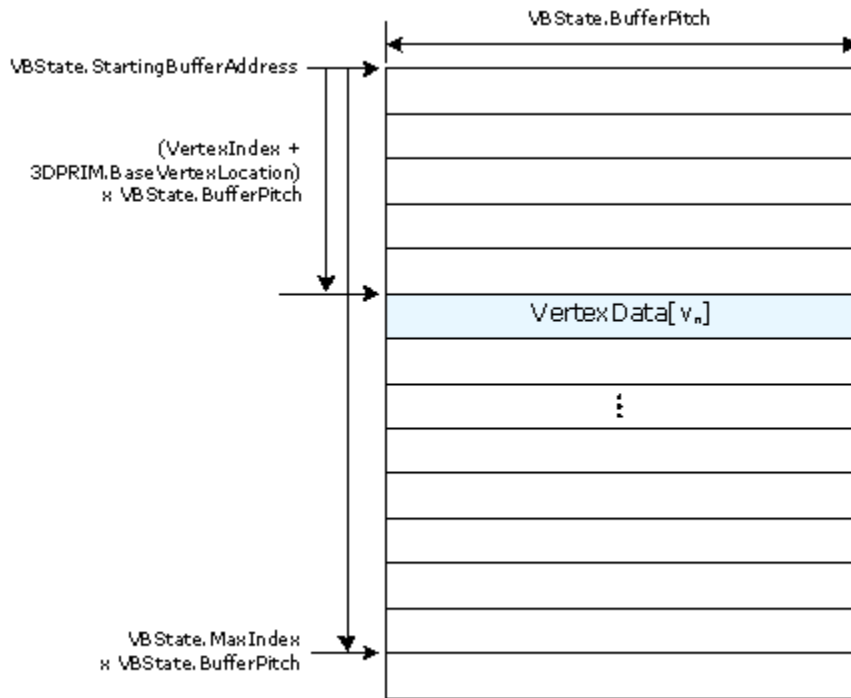 VBState.BufferPitch
VBState.StartingBufferAddress
(VertexIndex +
3DPRIM.BaseVertexLocation)
x VBState.BufferPitch
VertexData[vₙ]
⋮
VBState.MaxIndex
x VBState.BufferPitch